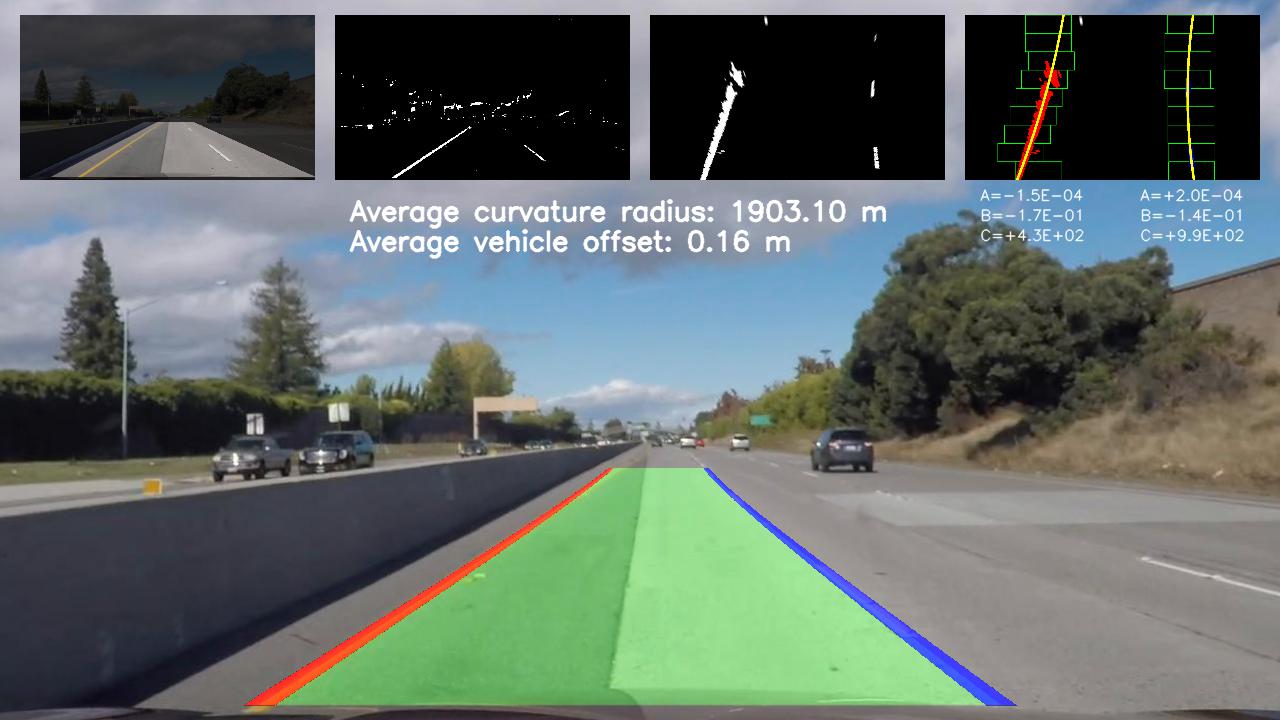 Average curvature radius: 1903.10 m
Average vehicle offset: 0.16 m
A=-1.5E-04
B=-1.7E-01
C=+4.3E+02
A=+2.0E-04
B=-1.4E-01
C=+9.9E+02